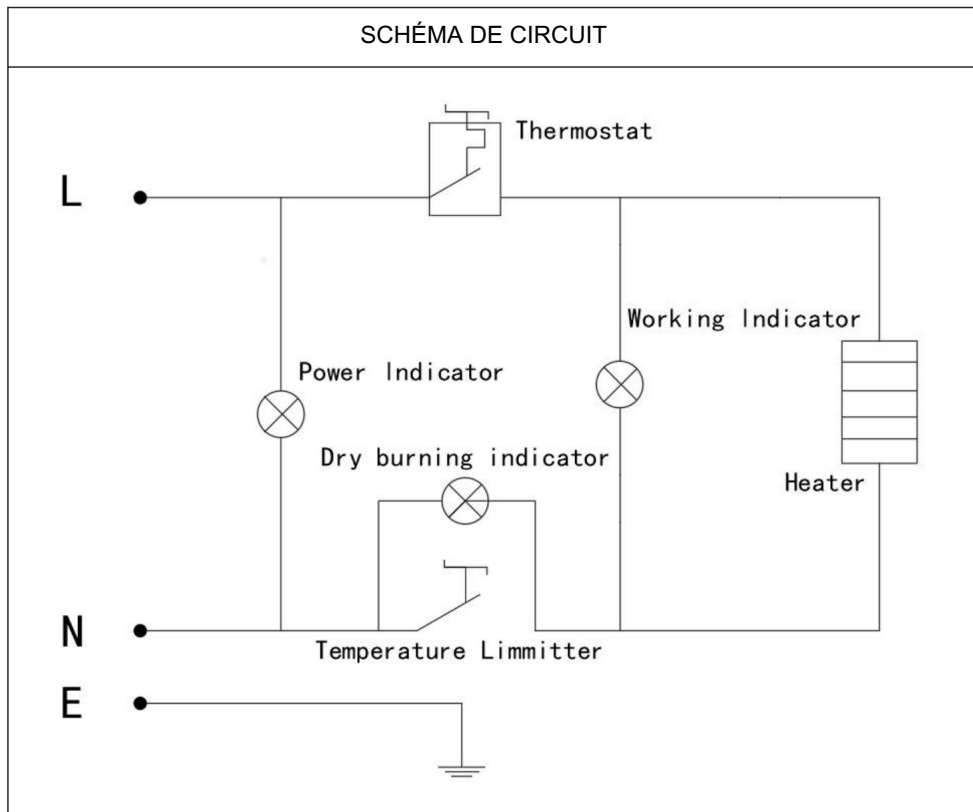 SCHÉMA DE CIRCUIT
Thermostat
L
Working Indicator
Power Indicator
Dry burning indicator
Heater
N
Temperature Limmitter
E